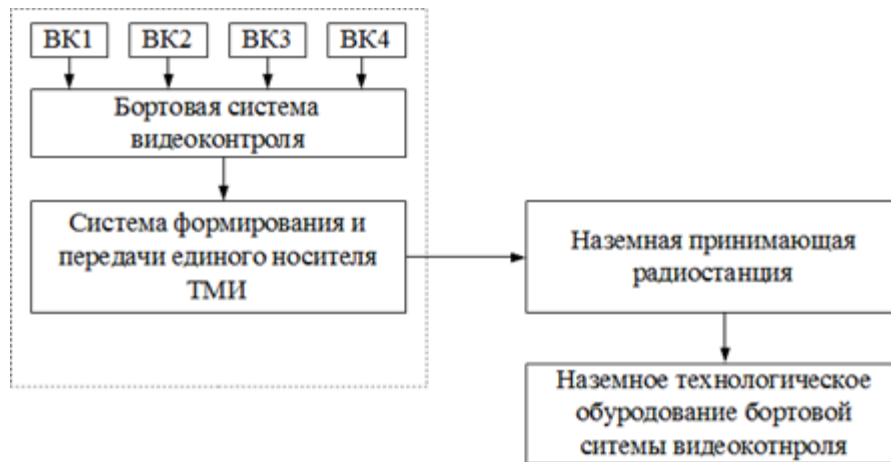 ВК1 ВК2 ВК3 ВК4
Бортовая система
видеоконтроля
Система формирования и
передачи единого носителя
ТМИ
Наземная принимающая
радиостанция
Наземное технологическое
обуродование бортовой
ситемы видеокотнроля